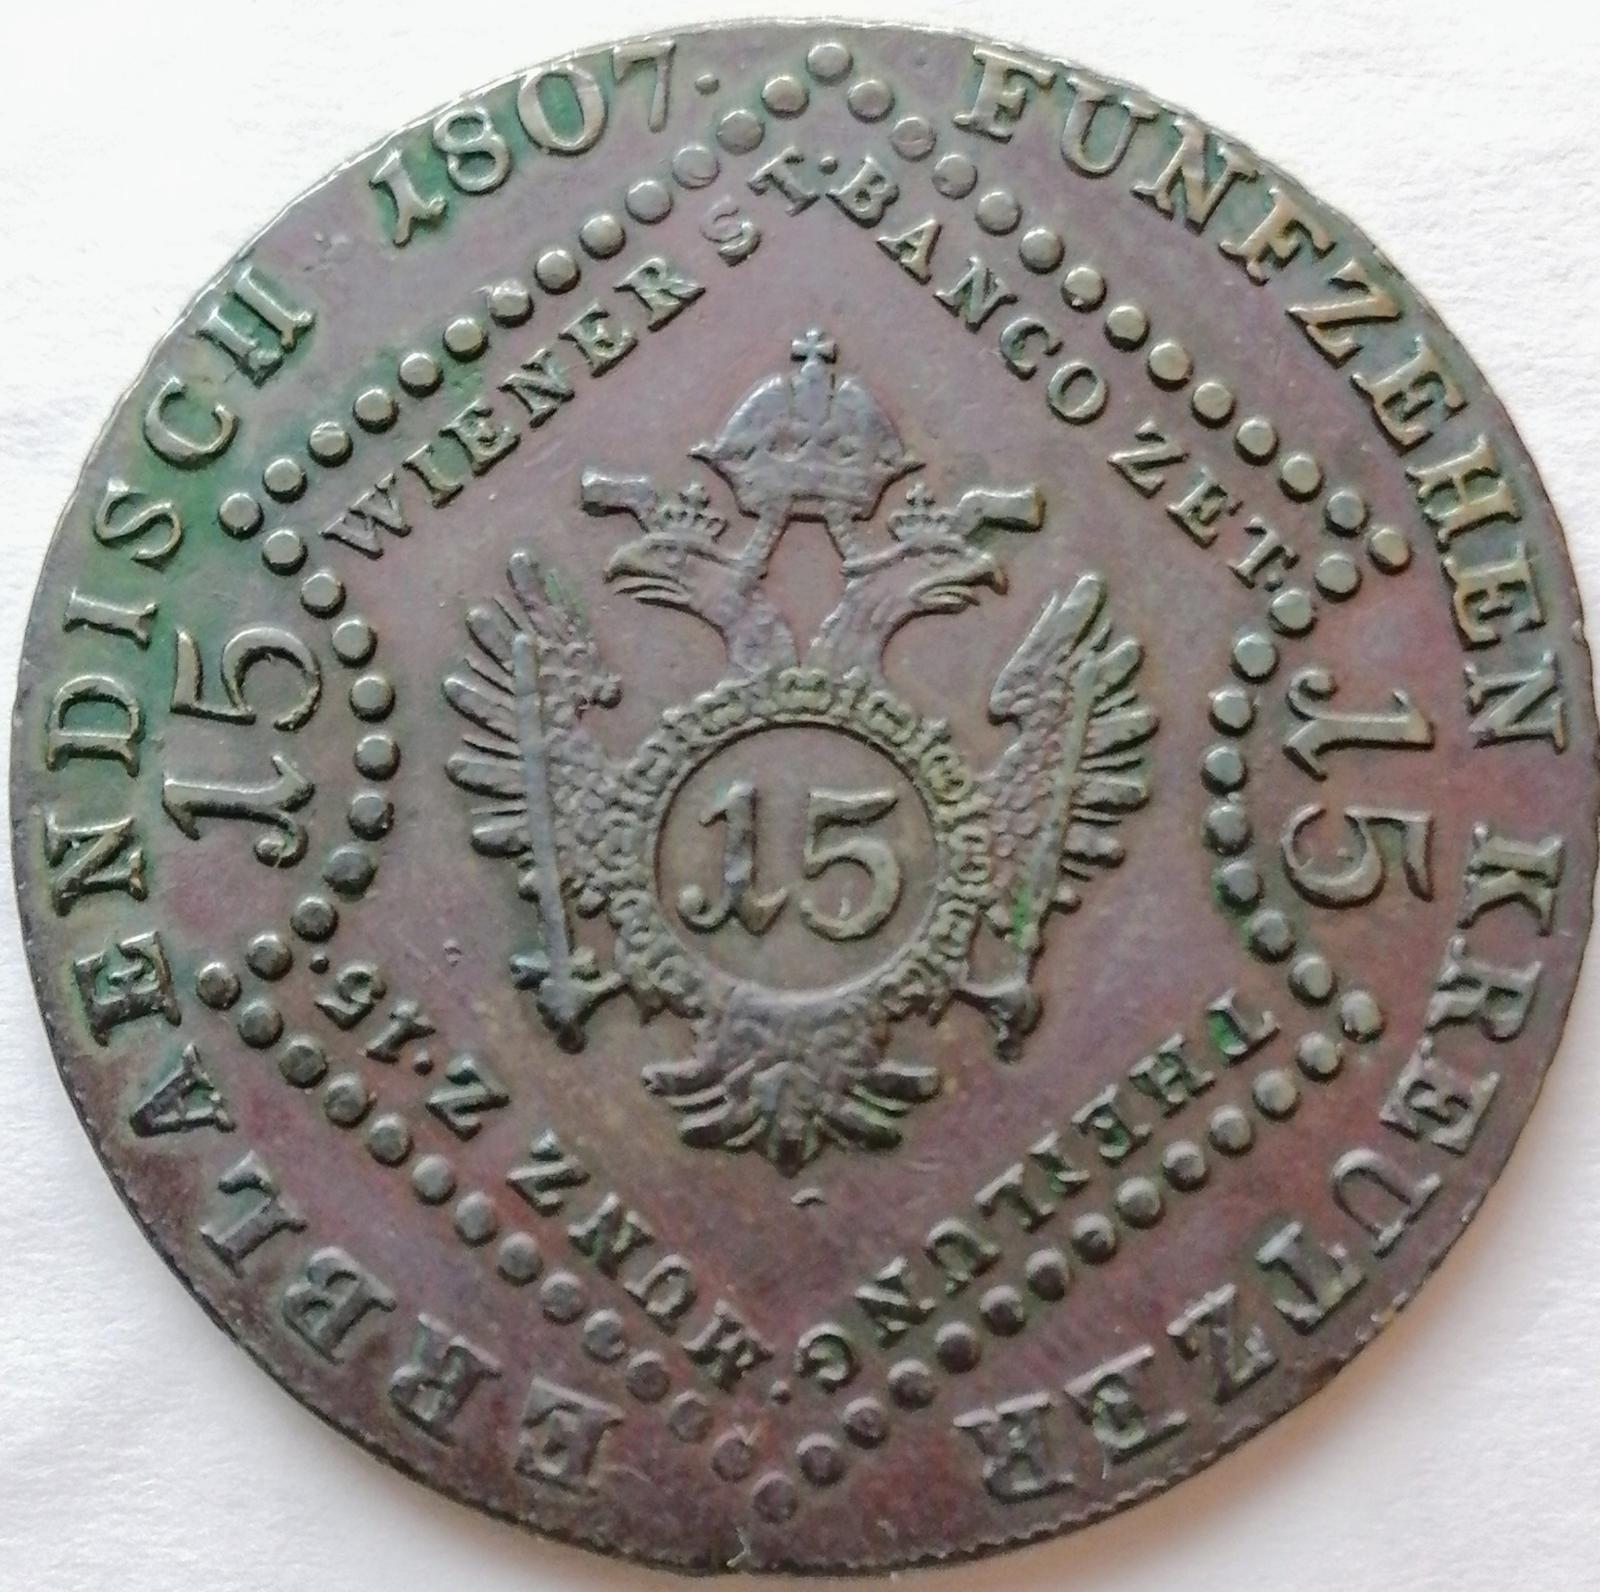 FUNFZEHEN KREUTZER
ERBLAENDISCH 1807·
WIENER ST·BANCO ZET·
THEILUNG·MUNZ Z·15·
15
15
15